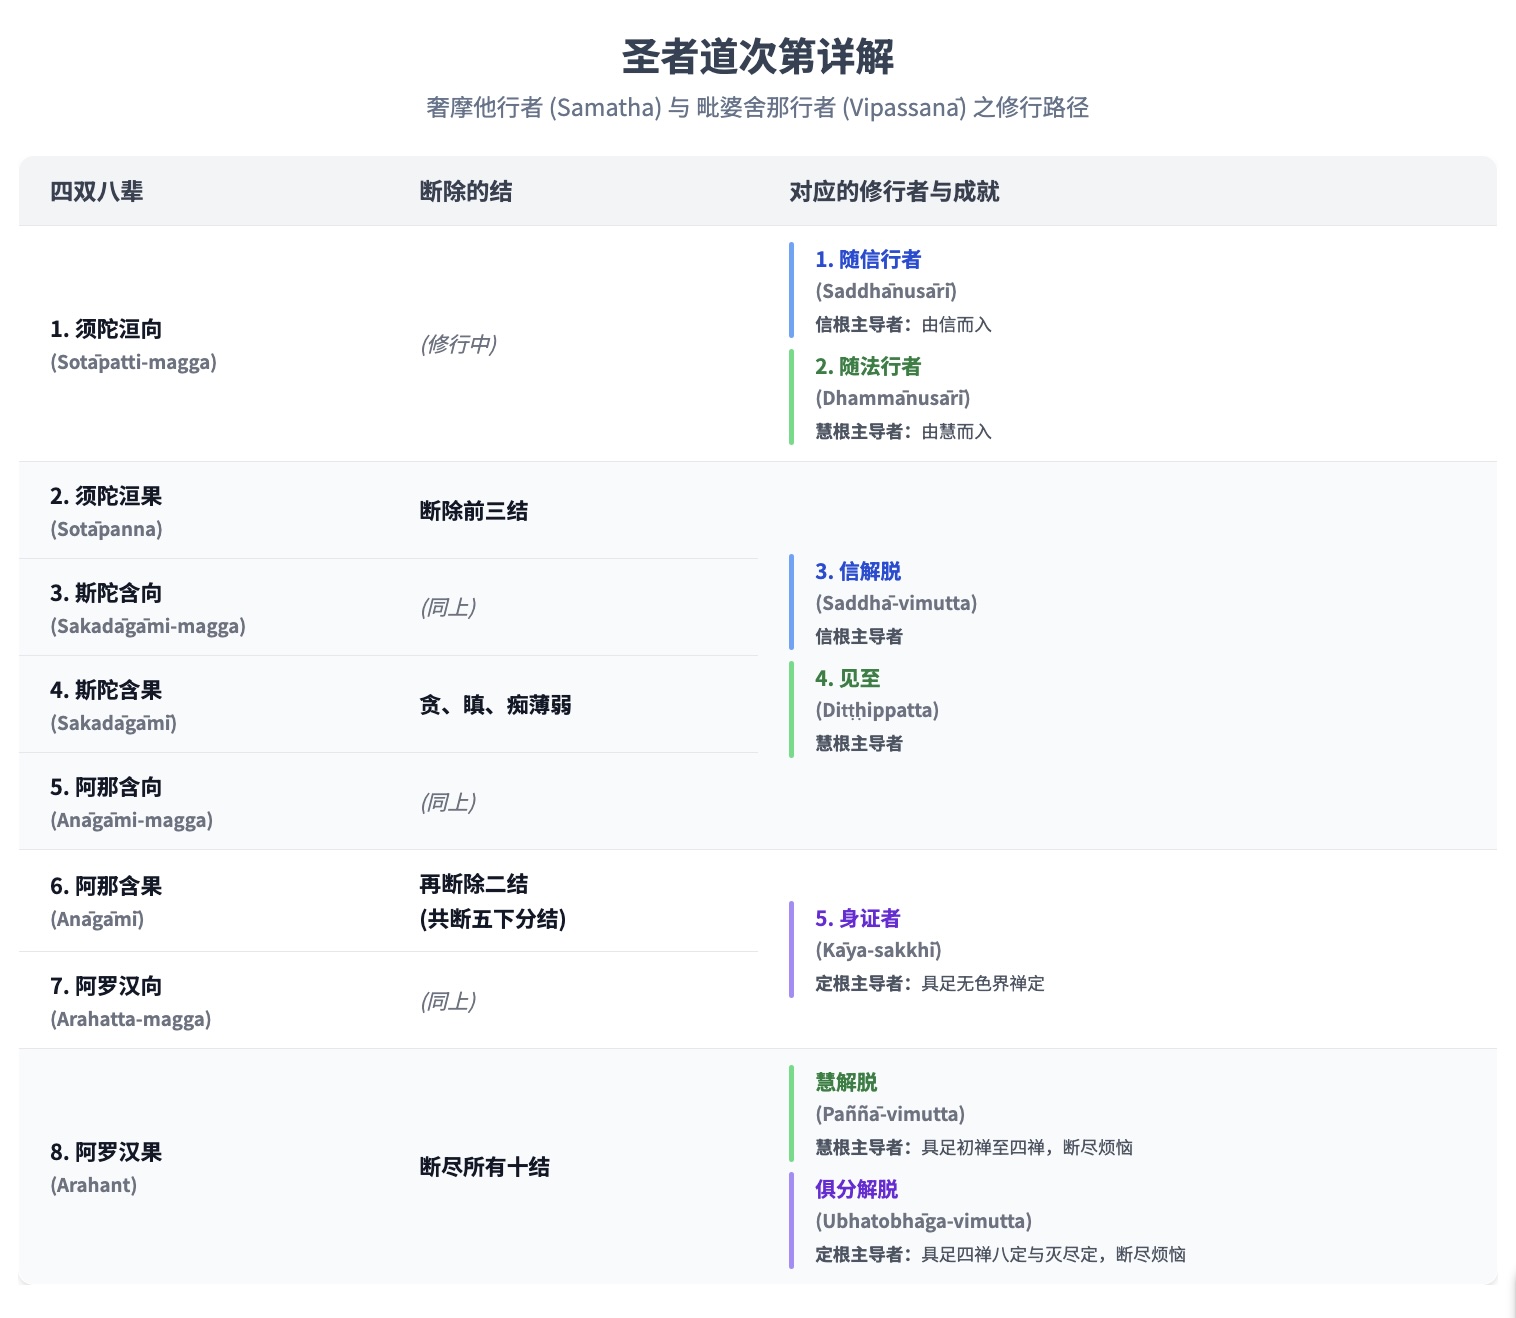 圣者道次第详解
奢摩他行者 (Samatha) 与 毗婆舍那行者 (Vipassanā) 之修行路径
四双八辈
断除的结
对应的修行者与成就
1. 须陀洹向
(Sotāpatti-magga)
(修行中)
1. 随信行者
(Saddhānusārī)
信根主导者：由信而入
2. 随法行者
(Dhammānusārī)
慧根主导者：由慧而入
2. 须陀洹果
(Sotāpanna)
断除前三结
3. 斯陀含向
(Sakadāgāmi-magga)
(同上)
4. 斯陀含果
(Sakadāgāmī)
贪、瞋、痴薄弱
5. 阿那含向
(Anāgāmi-magga)
(同上)
3. 信解脱
(Saddhā-vimutta)
信根主导者
4. 见至
(Diṭṭhippatta)
慧根主导者
6. 阿那含果
(Anāgāmī)
再断除二结
(共断五下分结)
7. 阿罗汉向
(Arahatta-magga)
(同上)
5. 身证者
(Kāya-sakkhī)
定根主导者：具足无色界禅定
8. 阿罗汉果
(Arahant)
断尽所有十结
慧解脱
(Paññā-vimutta)
慧根主导者：具足初禅至四禅，断尽烦恼
俱分解脱
(Ubhatobhāga-vimutta)
定根主导者：具足四禅八定与灭尽定，断尽烦恼